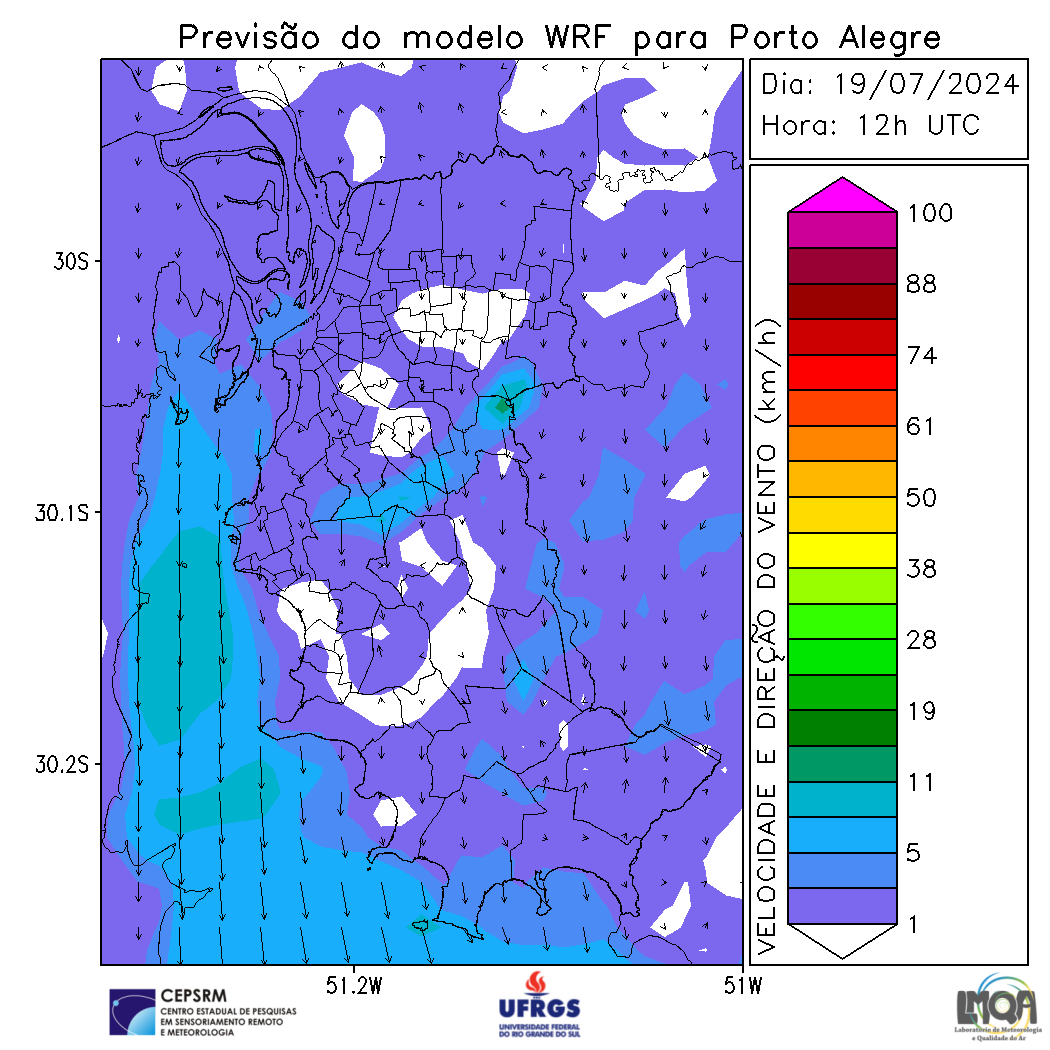 Previsão do modelo WRF para Porto Alegre
Dia: 19/07/2024
Hora: 12h UTC
30S
30.1S
30.2S
51.2W
51W
VELOCIDADE E DIREÇÃO DO VENTO (km/h)
100
88
74
61
50
38
28
19
11
5
1
CEPSRM
CENTRO ESTADUAL DE PESQUISAS
EM SENSORIAMENTO REMOTO
E METEOROLOGIA
UFRGS
UNIVERSIDADE FEDERAL
DO RIO GRANDE DO SUL
LMQA
Laboratório de Meteorologia
e Qualidade do Ar